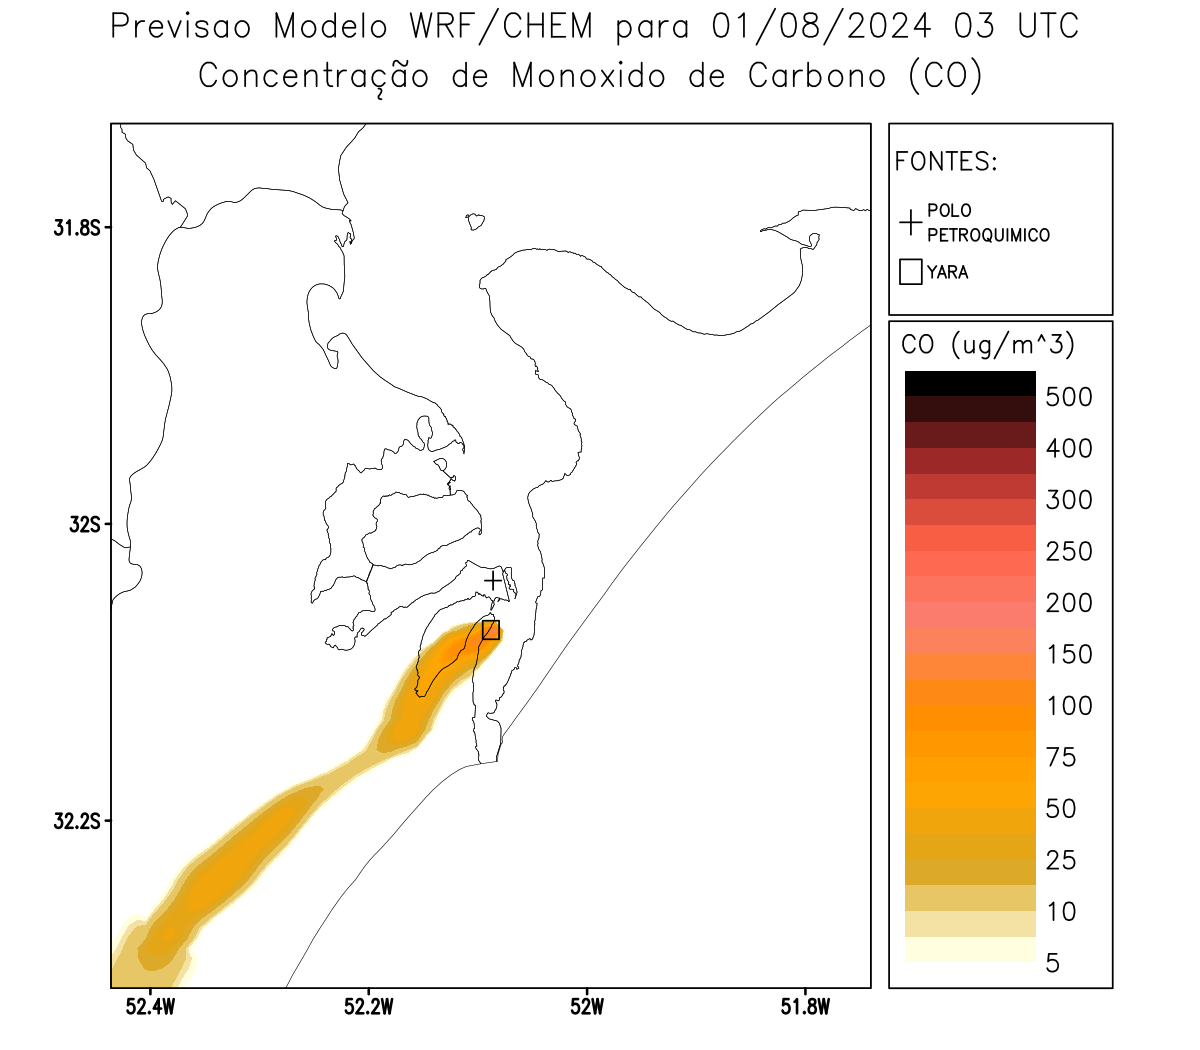 Previsao Modelo WRF/CHEM para 01/08/2024 03 UTC
Concentração de Monoxido de Carbono (CO)
FONTES:
POLO
PETROQUIMICO
YARA
CO (ug/m^3)
500
400
300
250
200
150
100
75
50
25
10
5
31.8S
32S
32.2S
52.4W
52.2W
52W
51.8W